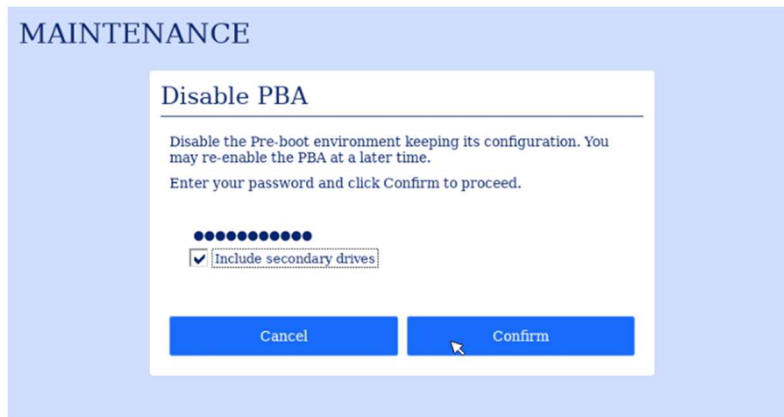 MAINTENANCE
Disable PBA
Disable the Pre-boot environment keeping its configuration. You
may re-enable the PBA at a later time.
Enter your password and click Confirm to proceed.
●●●●●●●●●●●
Include secondary drives
Cancel
Confirm